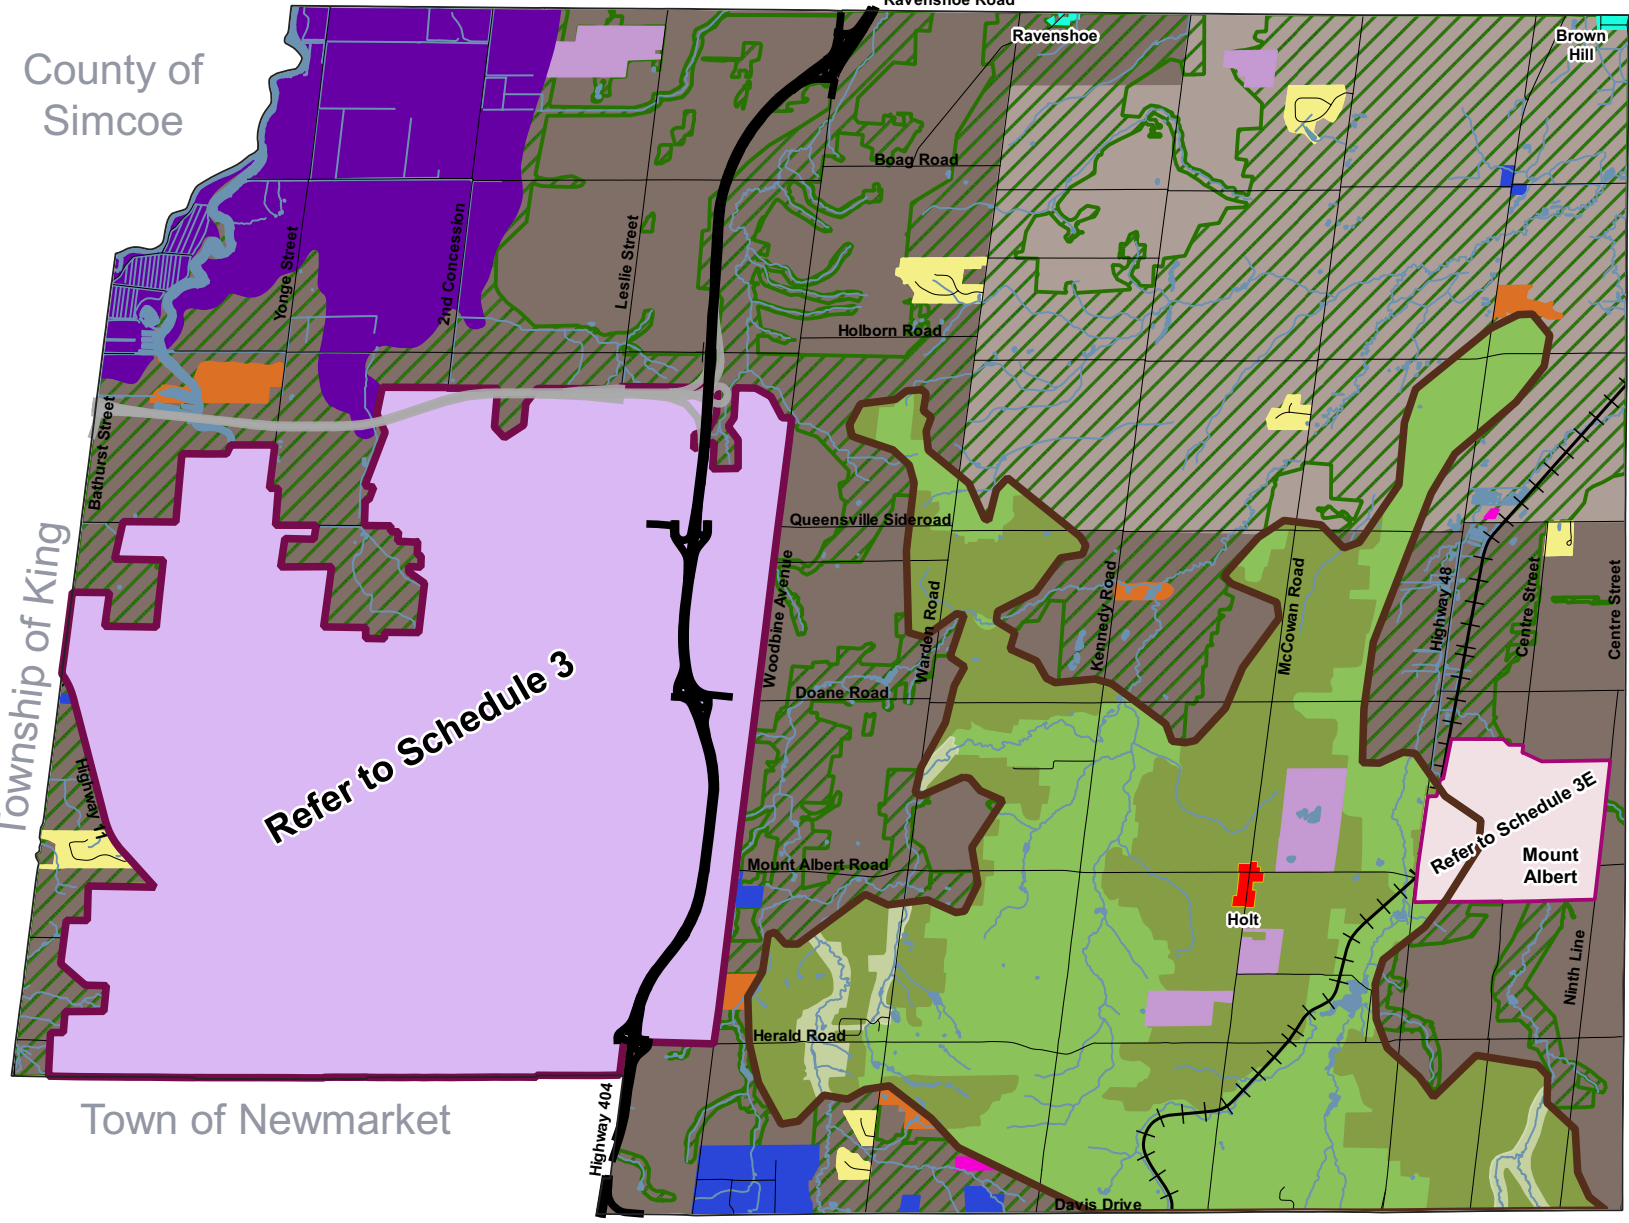 Ravenshoe Road
County of
Simcoe
Ravenshoe
Brown
Hill
Boag Road
Yonge Street
2nd Concession
Leslie Street
Holborn Road
Bathurst Street
Queensville Sideroad
Woodbine Avenue
Warden Road
Kennedy Road
McCowan Road
Highway 48
Centre Street
Centre Street
Township of King
Doane Road
Refer to Schedule 3
Highway 11
Refer to Schedule 3E
Mount
Albert
Mount Albert Road
Holt
Ninth Line
Herald Road
Town of Newmarket
Highway 404
Davis Drive